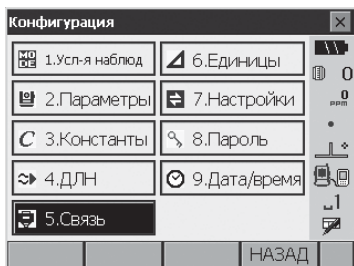 Конфигурация
1.Усл-я наблюд
2.Параметры
3.Константы
4.ДЛН
5.Связь
6.Единицы
7.Настройки
8.Пароль
9.Дата/время
0
0
ppm
1
НАЗАД